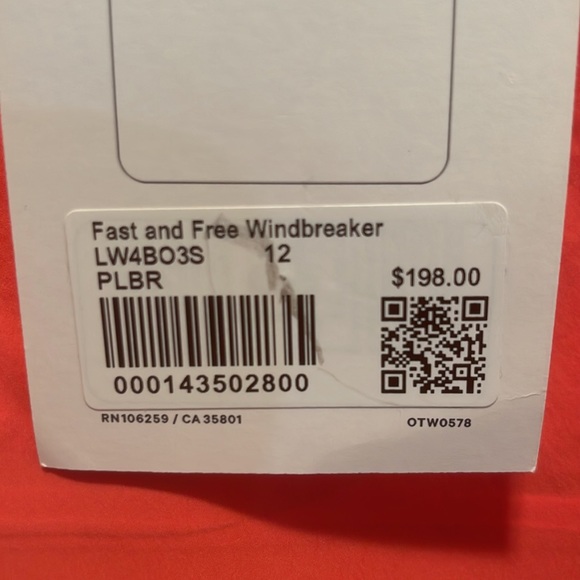 Fast and Free Windbreaker
LW4BO3S 12
PLBR $198.00
000143502800
RN106259 / CA 35801 OTW0578